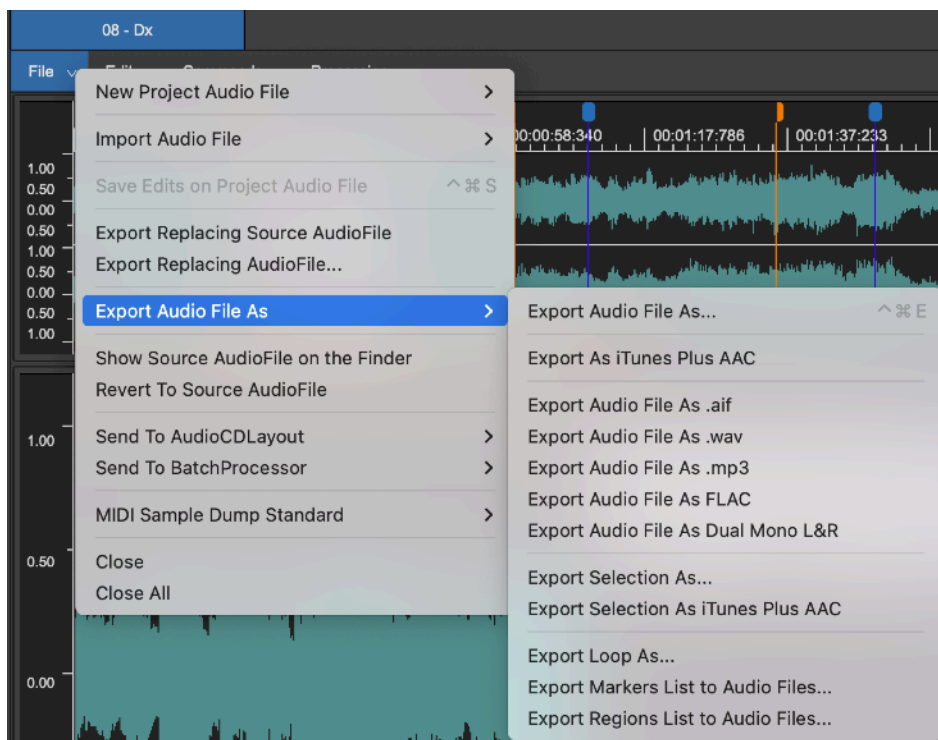 08 - Dx
File
New Project Audio File
Import Audio File
Save Edits on Project Audio File ^ ⌘ S
Export Replacing Source AudioFile
Export Replacing AudioFile...
Export Audio File As
Show Source AudioFile on the Finder
Revert To Source AudioFile
Send To AudioCDLayout
Send To BatchProcessor
MIDI Sample Dump Standard
Close
Close All
00:01:17:786
00:01:37:233
1.00
0.50
0.00
0.50
1.00
0.50
0.00
0.50
1.00
1.00
0.50
0.00
Export Audio File As... ^ ⌘ E
Export As iTunes Plus AAC
Export Audio File As .aif
Export Audio File As .wav
Export Audio File As .mp3
Export Audio File As FLAC
Export Audio File As Dual Mono L&R
Export Selection As...
Export Selection As iTunes Plus AAC
Export Loop As...
Export Markers List to Audio Files...
Export Regions List to Audio Files...